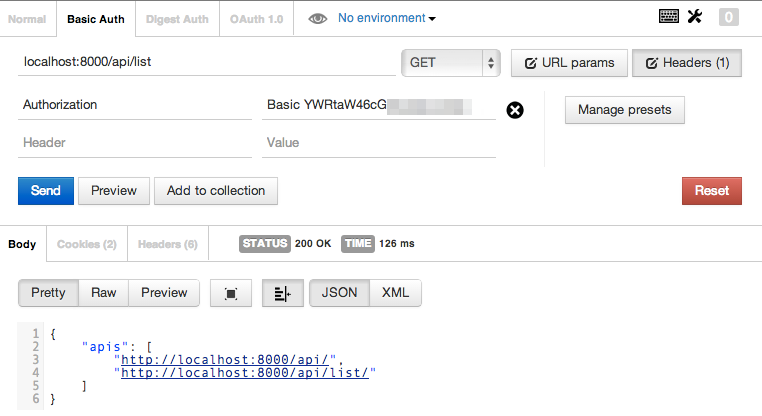 Normal Basic Auth Digest Auth OAuth 1.0 No environment 0
localhost:8000/api/list GET URL params Headers (1)
Authorization Basic YWRtaW46cG Manage presets
Header Value
Send Preview Add to collection Reset
Body Cookies (2) Headers (6) STATUS 200 OK TIME 126 ms
Pretty Raw Preview JSON XML
1 {
2 "apis": [
3 "http://localhost:8000/api/",
4 "http://localhost:8000/api/list/"
5 ]
6 }